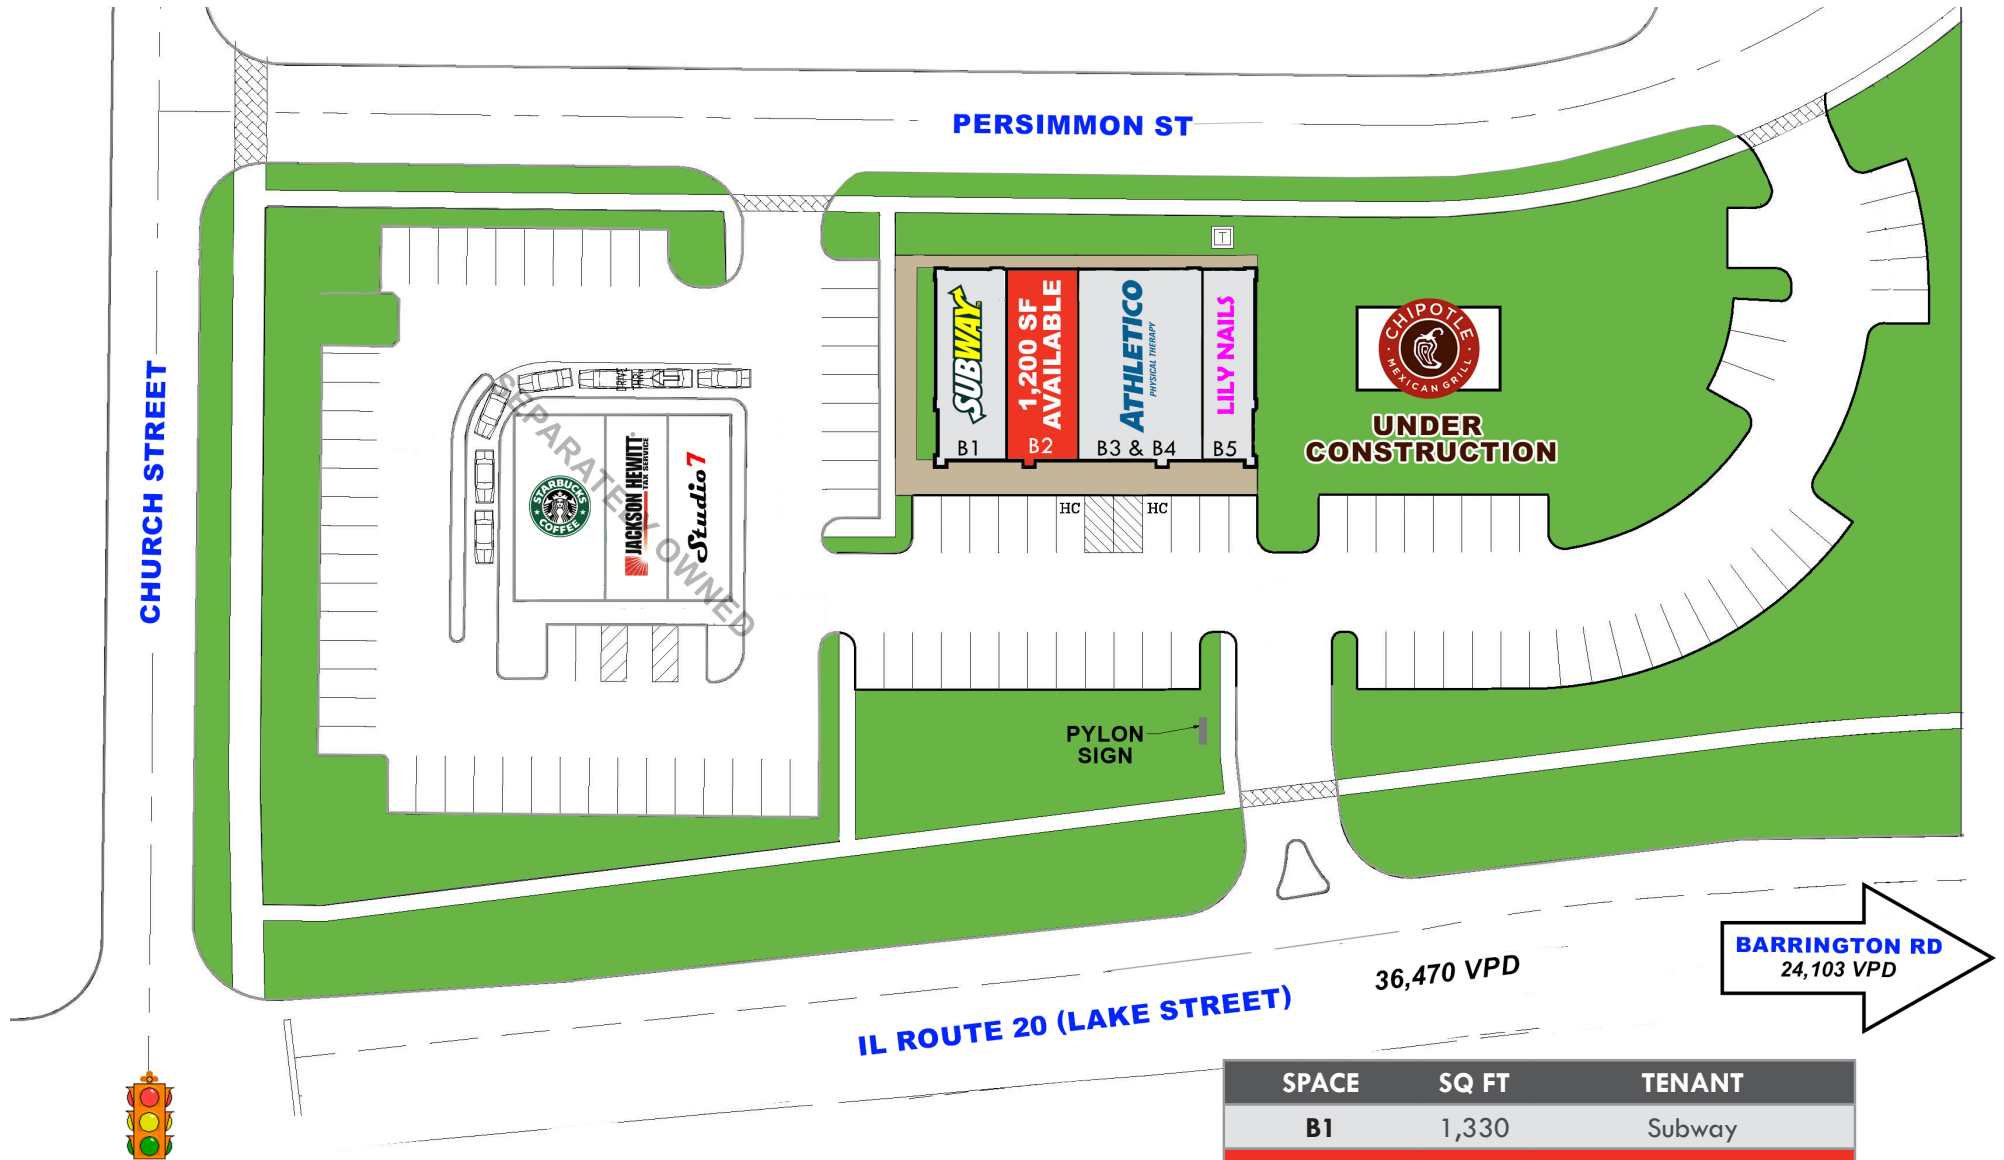 PERSIMMON ST
CHURCH STREET
T
SUBWAY
B1
1,200 SF
AVAILABLE
B2
ATHLETICO
PHYSICAL THERAPY
B3 & B4
LILY NAILS
B5
CHIPOTLE
MEXICAN GRILL
UNDER
CONSTRUCTION
DRIVE
THRU
SEPARATELY OWNED
STARBUCKS
COFFEE
JACKSON HEWITT
TAX SERVICE
Studio 7
HC
HC
PYLON
SIGN
BARRINGTON RD
24,103 VPD
36,470 VPD
IL ROUTE 20 (LAKE STREET)
SPACE SQ FT TENANT
B1 1,330 Subway